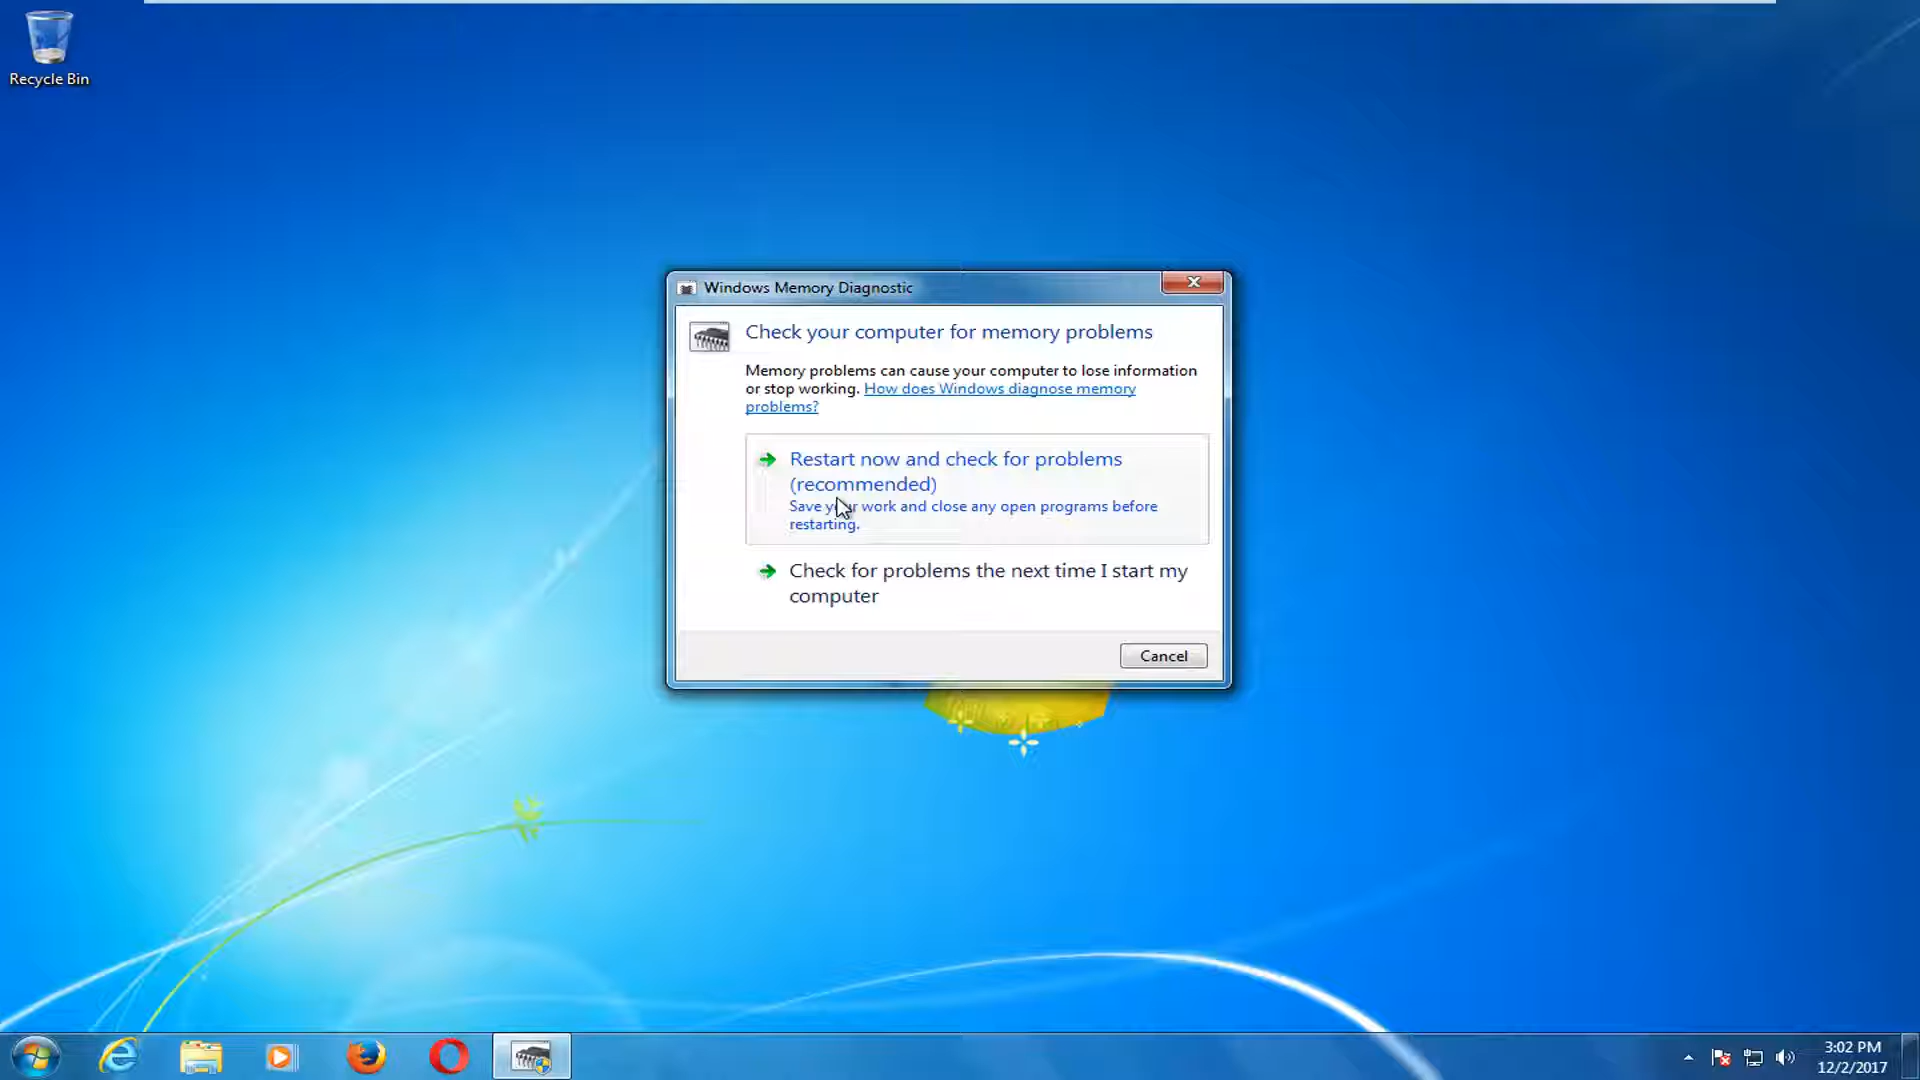 Recycle Bin
Windows Memory Diagnostic
Check your computer for memory problems
Memory problems can cause your computer to lose information
or stop working. How does Windows diagnose memory
problems?
Restart now and check for problems
(recommended)
Save your work and close any open programs before
restarting.
Check for problems the next time I start my
computer
Cancel
3:02 PM
12/2/2017